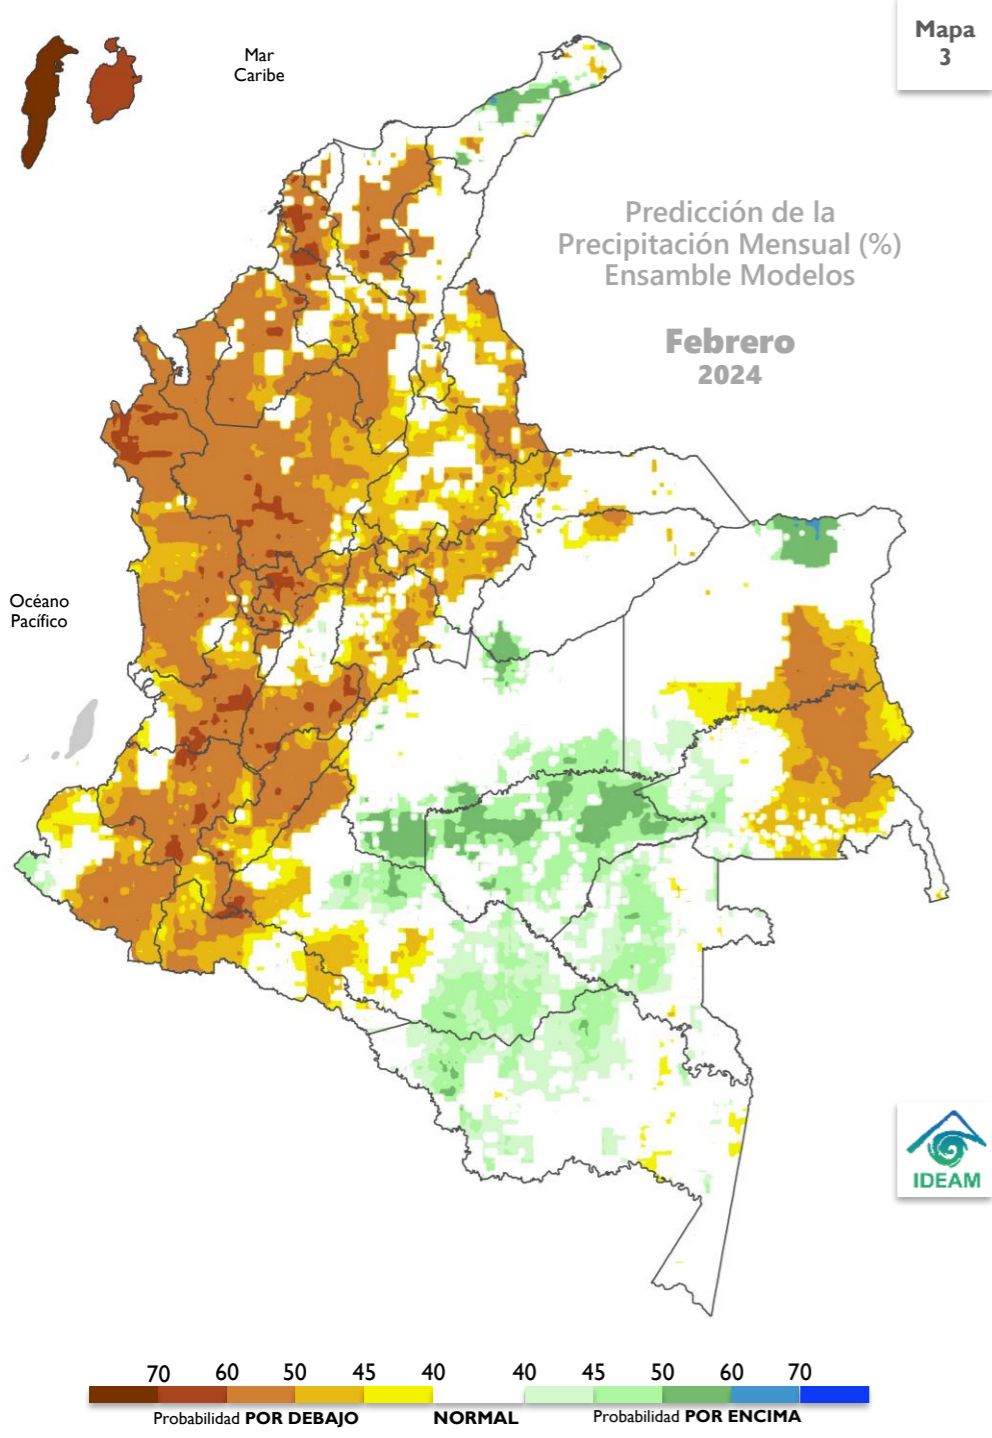 Mapa
3
Mar
Caribe
Predicción de la
Precipitación Mensual (%)
Ensamble Modelos
Febrero
2024
Océano
Pacífico
IDEAM
70 60 50 45 40 40 45 50 60 70
Probabilidad POR DEBAJO NORMAL Probabilidad POR ENCIMA